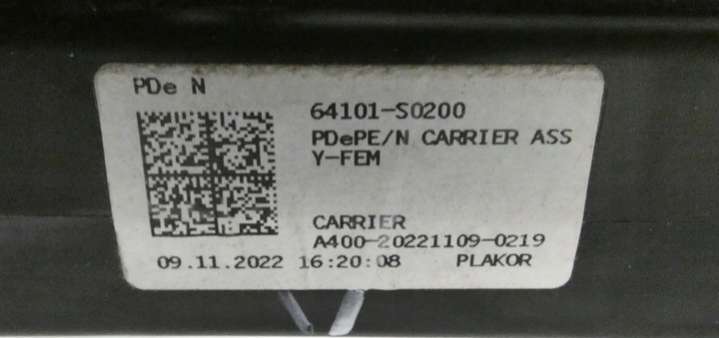 PDe N
64101-S0200
PDePE/N CARRIER ASS
Y-FEM
CARRIER
A400-20221109-0219
09.11.2022 16:20:08 PLAKOR